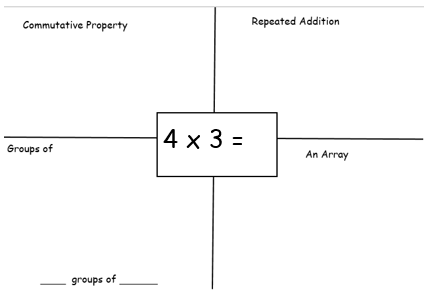 Commutative Property
Repeated Addition
4 x 3 =
Groups of
An Array
____ groups of ______